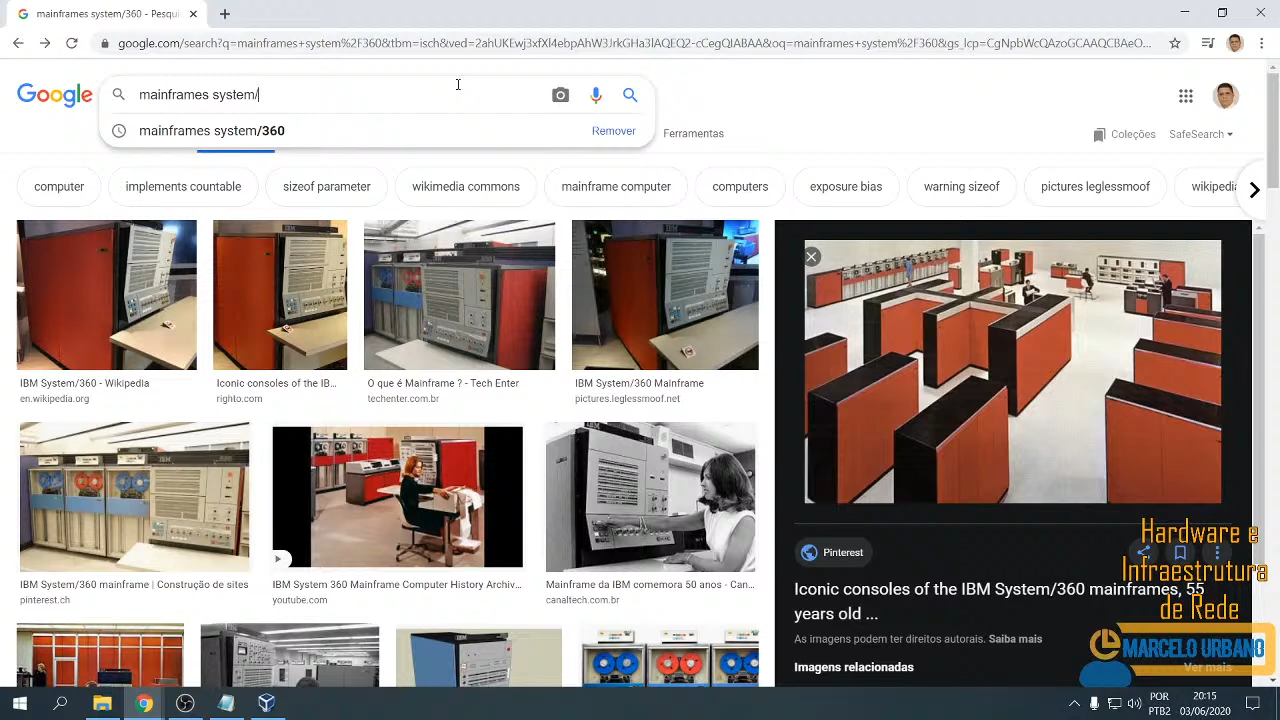 mainframes system/360 - Pesqui
google.com/search?q=mainframes+system%2F360&tbm=isch&ved=2ahUKEwj3xfXl4ebpAhW3JrkGHa3lAQEQ2-cCegQIABAA&oq=mainframes+system%2F360&gs_lcp=CgNpbWcQAzoGCAAQCBAeO...
Google
mainframes system/
mainframes system/360
Remover
Ferramentas
Coleções
SafeSearch
computer
implements countable
sizeof parameter
wikimedia commons
mainframe computer
computers
exposure bias
warning sizeof
pictures leglessmoof
wikipedi
IBM System/360 - Wikipedia
en.wikipedia.org
Iconic consoles of the IB...
righto.com
O que é Mainframe ? - Tech Enter
techenter.com.br
IBM System/360 Mainframe
pictures.leglessmoof.net
IBM System/360 mainframe | Construção de sites
pinterest.ch
IBM System 360 Mainframe Computer History Archiv...
youtube.com
Mainframe da IBM comemora 50 anos - Can...
canaltech.com.br
Pinterest
Iconic consoles of the IBM System/360 mainframes, 55
years old ...
As imagens podem ter direitos autorais. Saiba mais
Imagens relacionadas
Ver mais
Hardware e
Infraestrutura
de Rede
MARCELO URBANO
POR
PTB2
20:15
03/06/2020